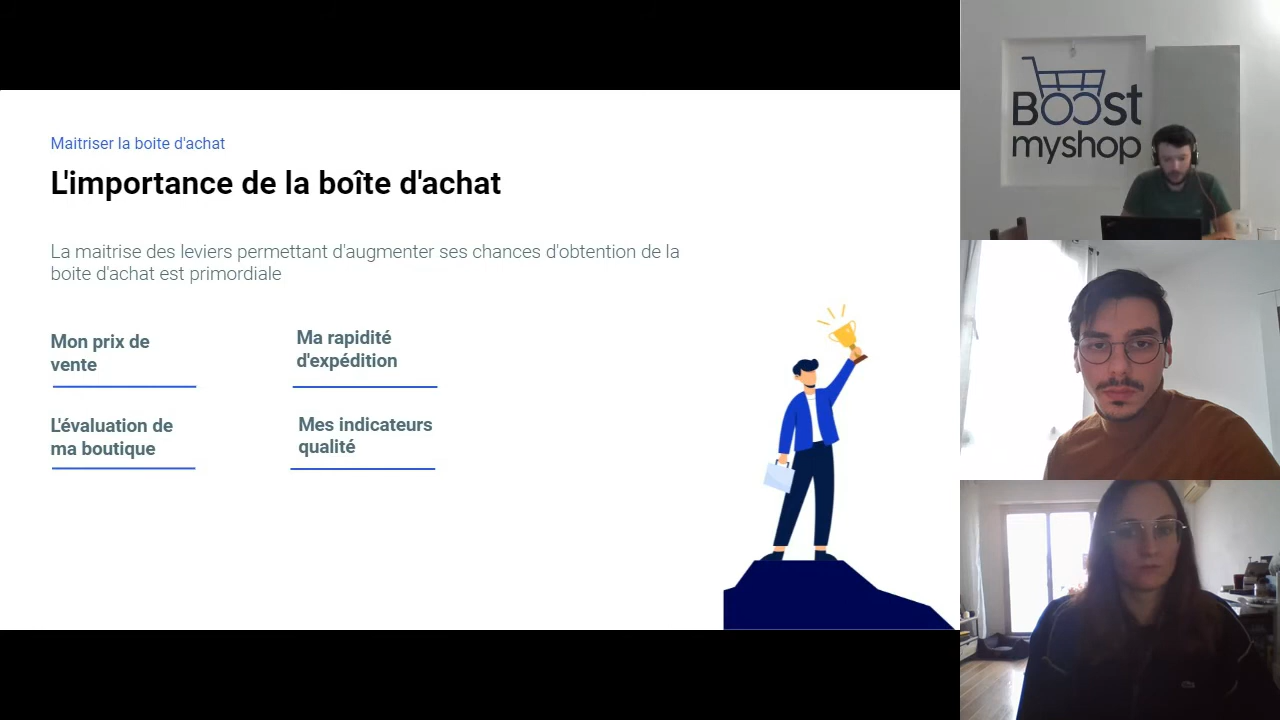 Maitriser la boite d'achat
L'importance de la boîte d'achat
La maitrise des leviers permettant d'augmenter ses chances d'obtention de la
boite d'achat est primordiale
Mon prix de
vente
Ma rapidité
d'expédition
L'évaluation de
ma boutique
Mes indicateurs
qualité
BOOst
myshop